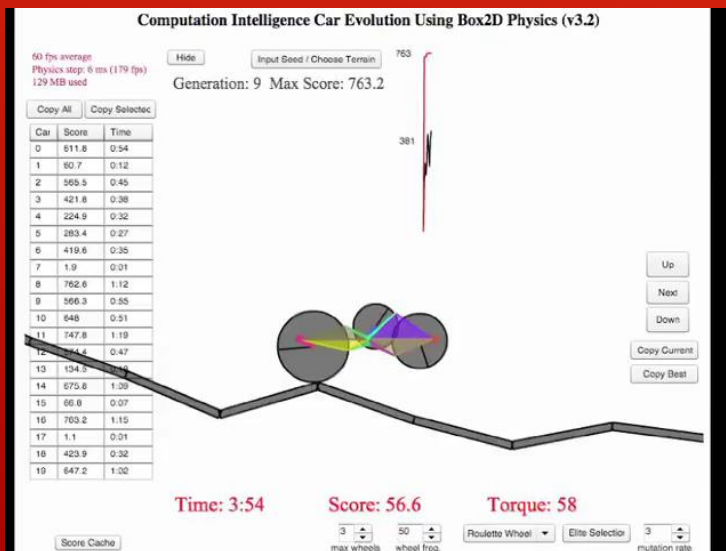 Computation Intelligence Car Evolution Using Box2D Physics (v3.2)
60 fps average
Physics step: 6 ms (179 fps)
129 MB used
Hide
Input Seed / Choose Terrain
Generation: 9 Max Score: 763.2
763
381
Copy All
Copy Selected
Car Score Time
0 611.8 0:54
1 60.7 0:12
2 565.5 0:45
3 421.8 0:38
4 224.9 0:32
5 283.4 0:27
6 419.6 0:35
7 1.9 0:01
8 762.6 1:12
9 566.3 0:55
10 648 0:51
11 747.8 1:19
12 0:47
13 134.5
14 675.8 1:09
15 66.8 0:07
16 763.2 1:15
17 1.1 0:01
18 423.9 0:32
19 647.2 1:02
Up
Next
Down
Copy Current
Copy Best
Time: 3:54
Score: 56.6
Torque: 58
Score Cache
3
max wheels
50
wheel freq.
Roulette Wheel
Elite Selection
3
mutation rate